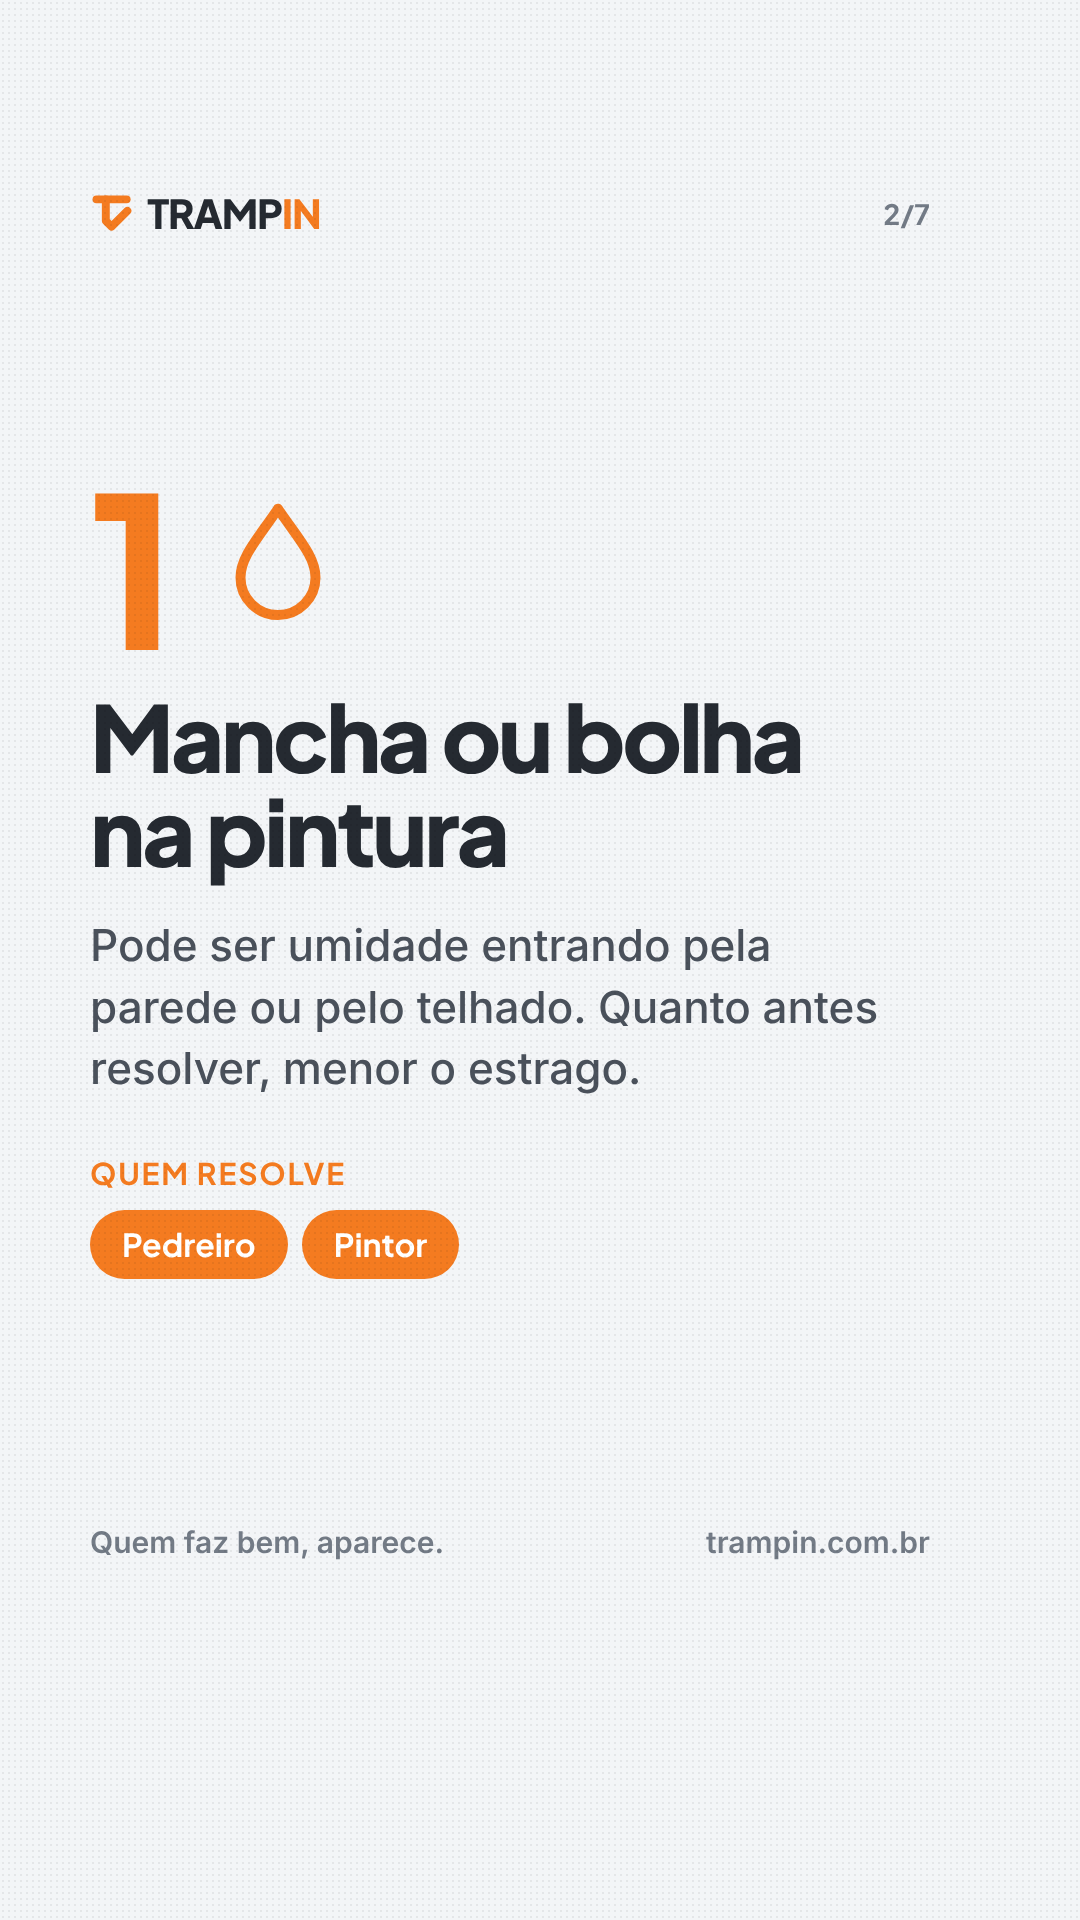 TRAMPIN
2/7
1
Mancha ou bolha
na pintura
Pode ser umidade entrando pela
parede ou pelo telhado. Quanto antes
resolver, menor o estrago.
QUEM RESOLVE
Pedreiro
Pintor
Quem faz bem, aparece.
trampin.com.br